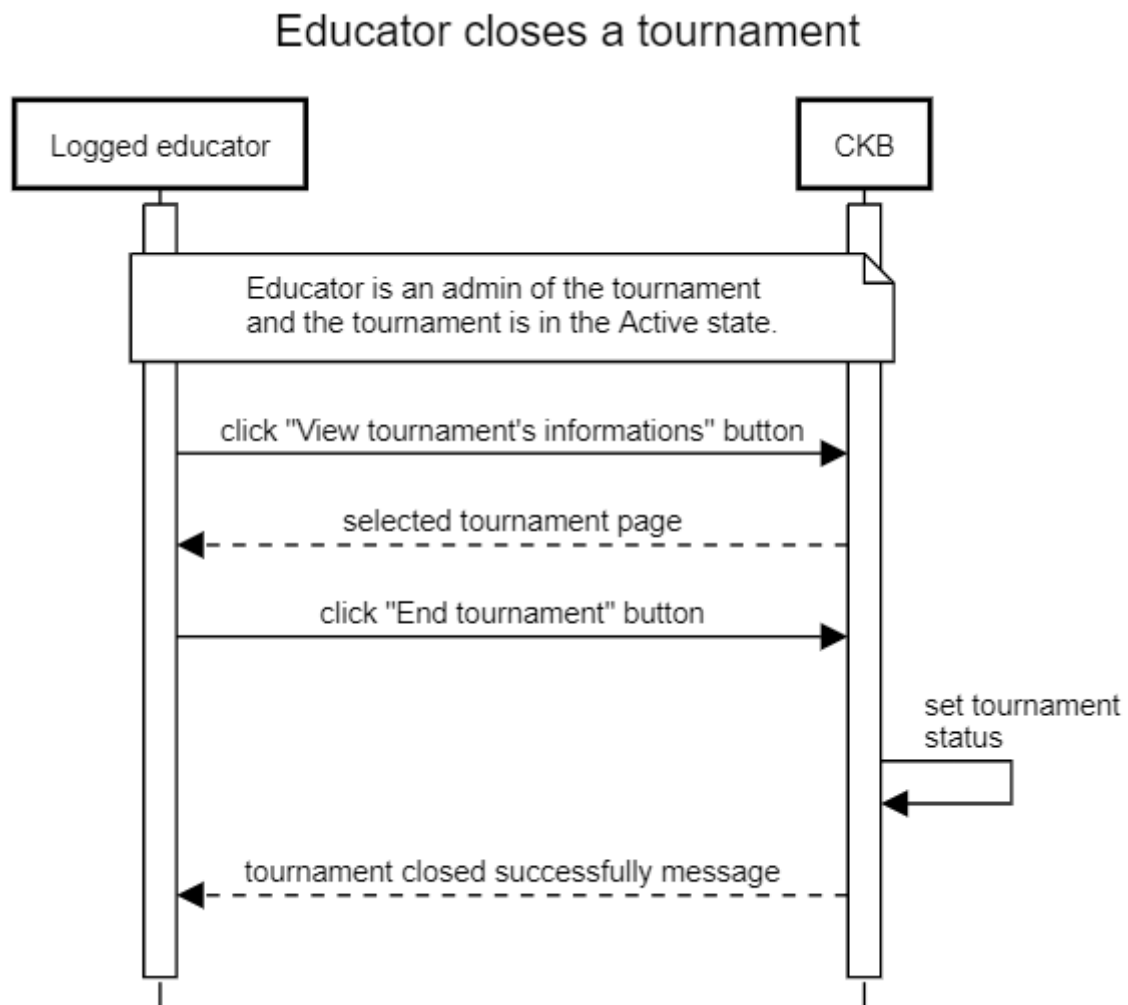 Educator closes a tournament
Logged educator
CKB
Educator is an admin of the tournament
and the tournament is in the Active state.
click "View tournament's informations" button
selected tournament page
click "End tournament" button
set tournament
status
tournament closed successfully message